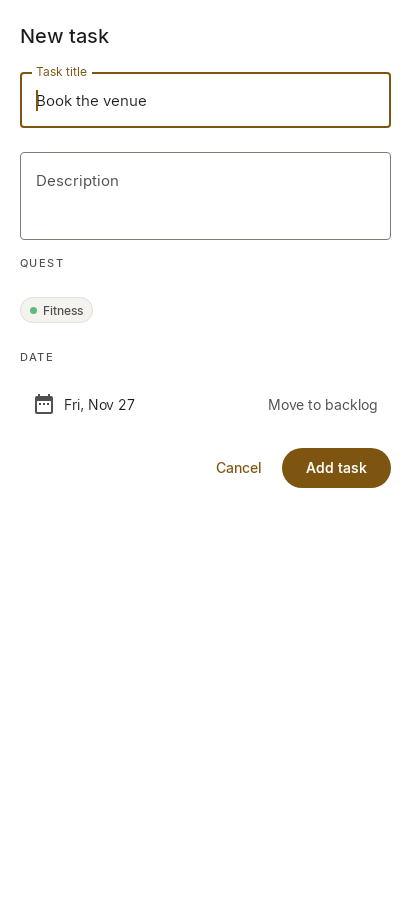 New task
Task title
Book the venue
Description
QUEST
Fitness
DATE
Fri, Nov 27
Move to backlog
Cancel
Add task